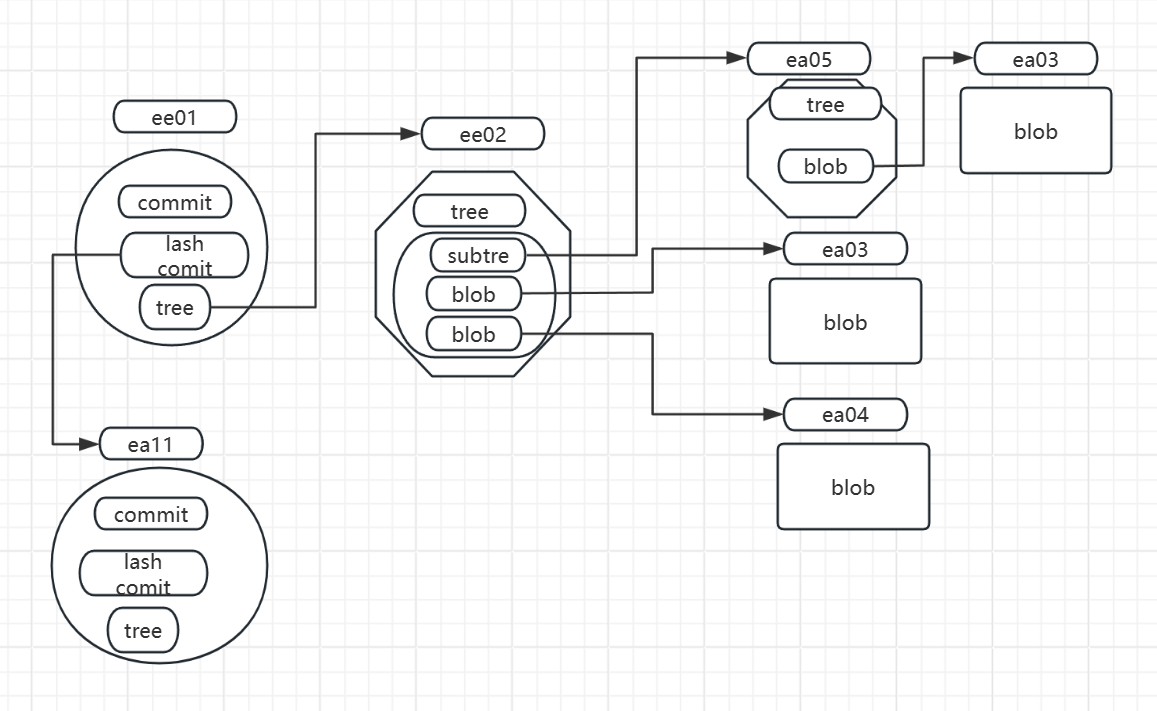 ee01
commit
lash
comit
tree
ea11
commit
lash
comit
tree
ee02
tree
subtre
blob
blob
ea05
tree
blob
ea03
blob
ea03
blob
ea04
blob